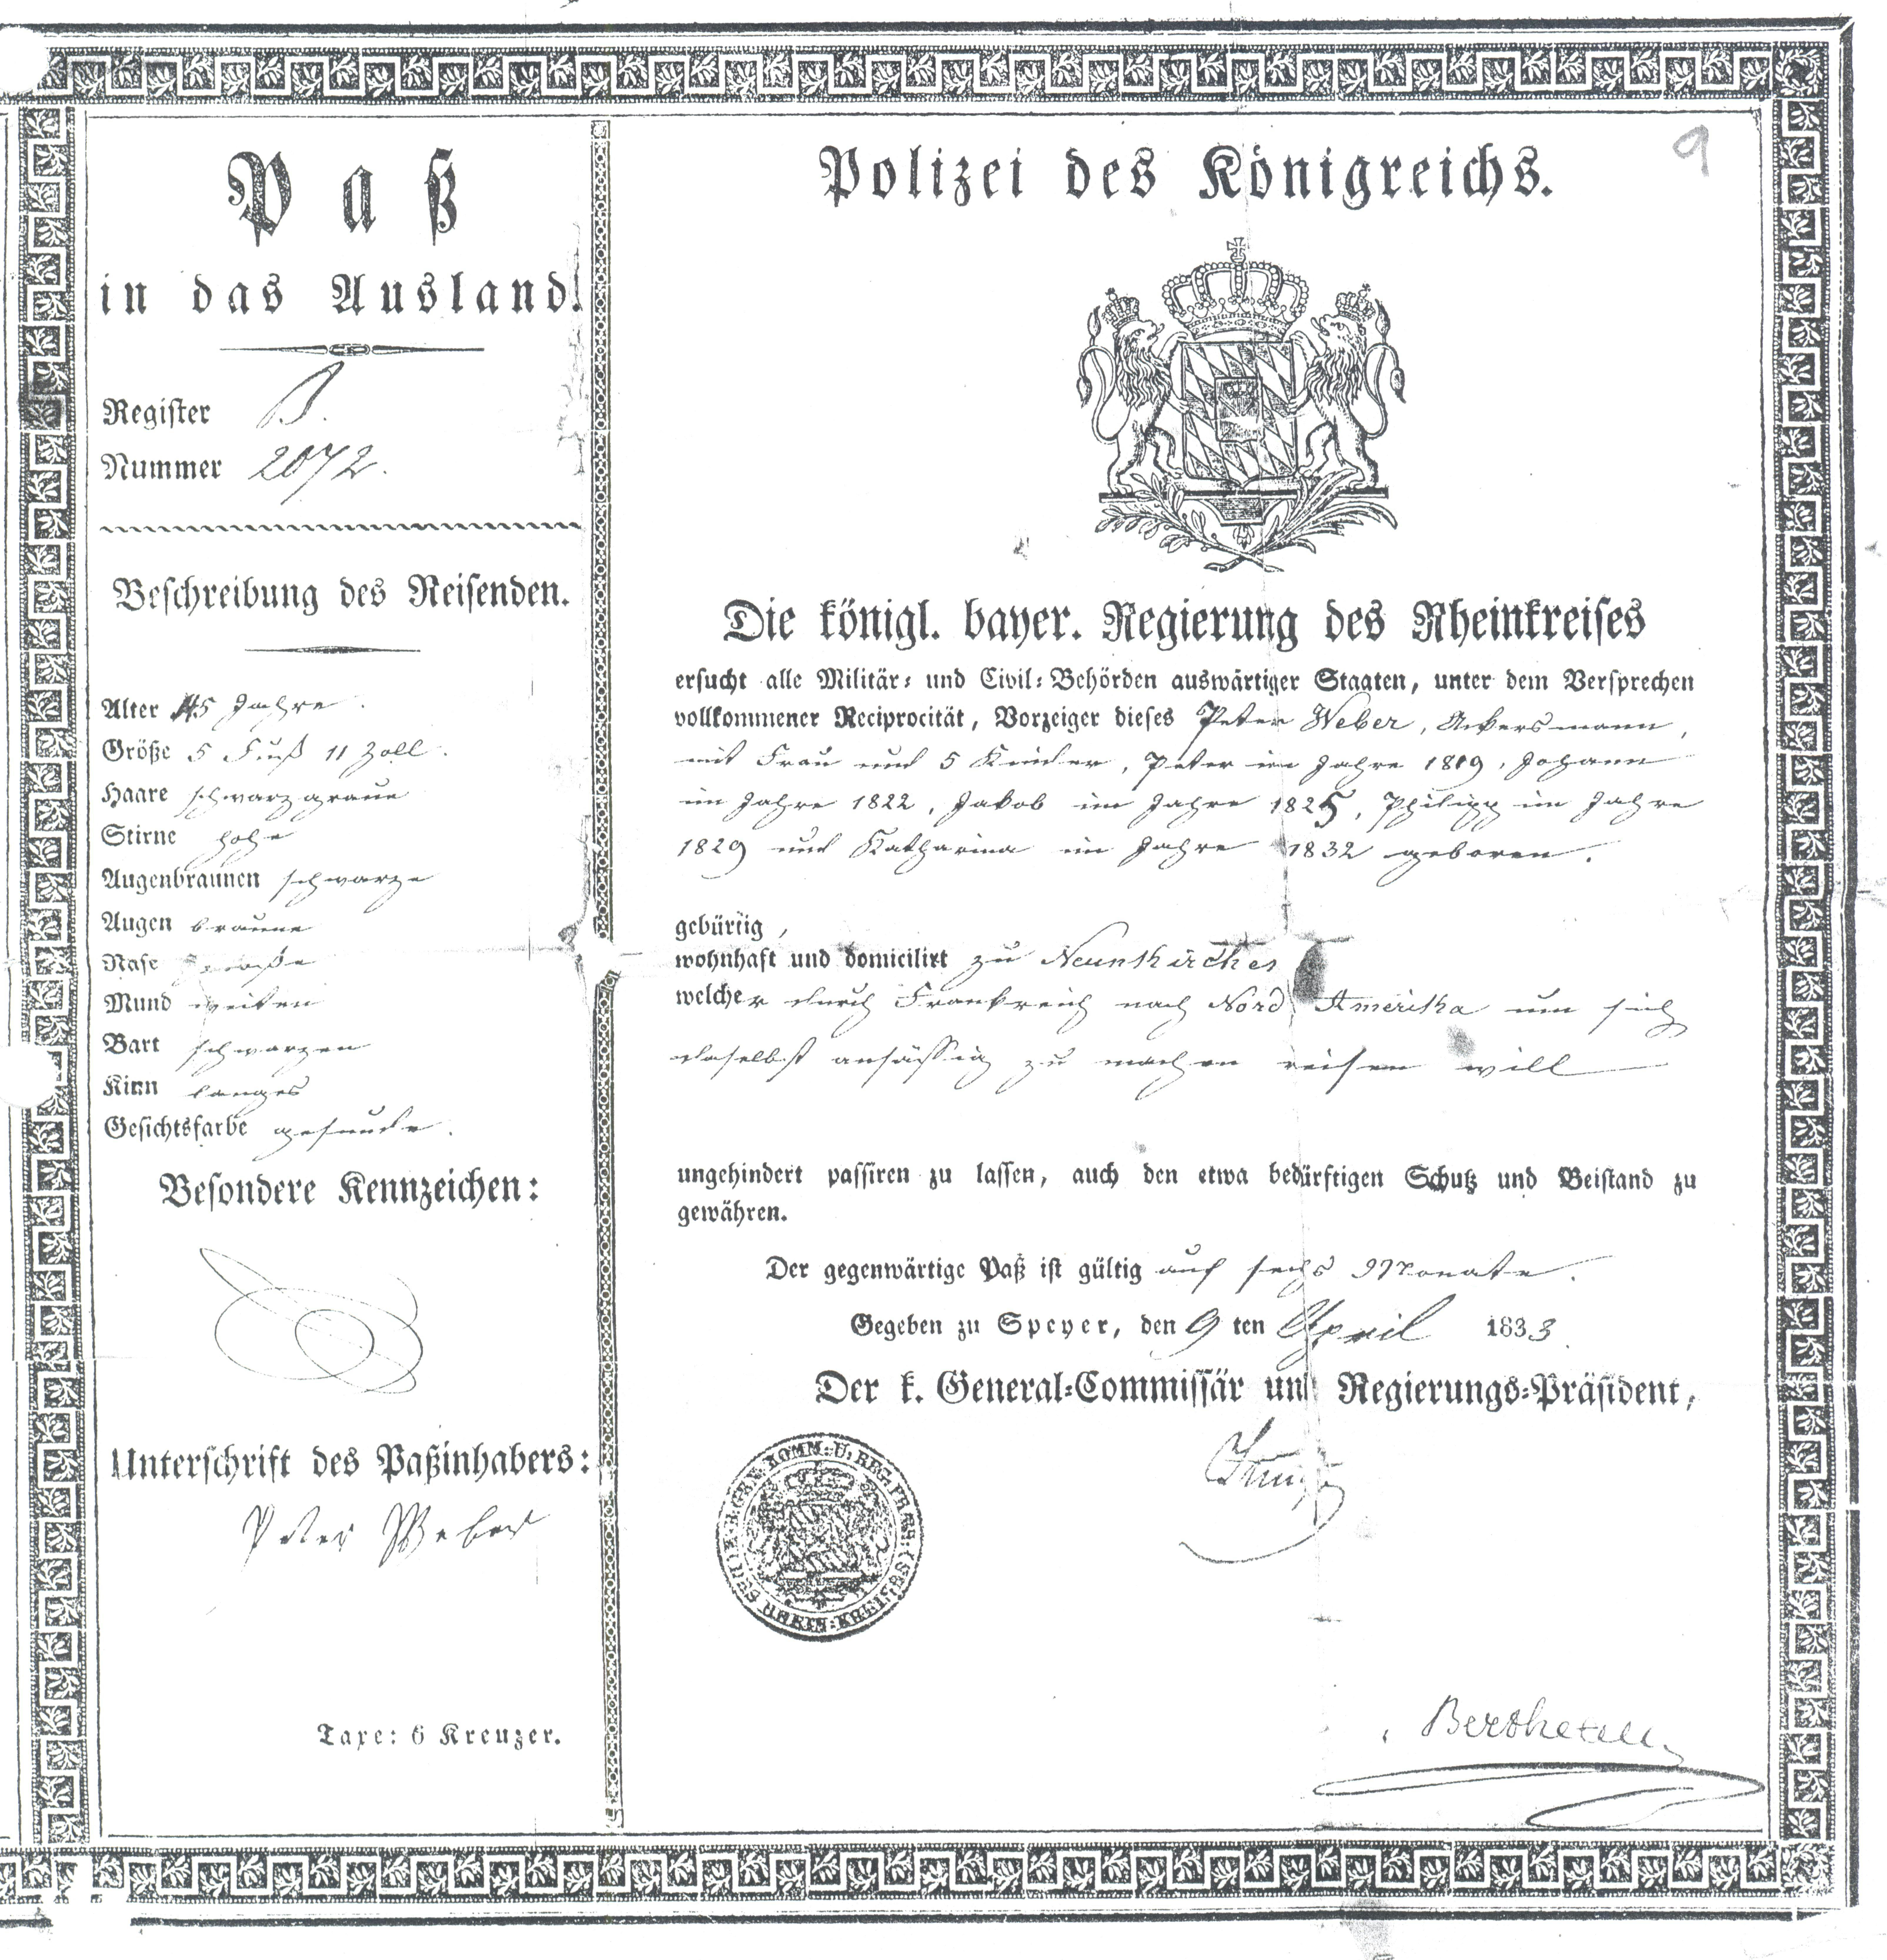 Paß
in das Ausland.
Register B.
Nummer 2072.
Beschreibung des Reisenden.
Alter 45 Jahre.
Größe 5 Fuß 11 Zoll.
Haare schwarzgraue
Stirne hohe
Augenbraunen schwarze
Augen braune
Nase große
Mund weiten
Bart schwarzen
Kinn langes
Gesichtsfarbe gesunde.
Besondere Kennzeichen:
Unterschrift des Paßinhabers:
Peter Weber
Taxe: 6 Kreuzer.
9
Polizei des Königreichs.
Die königl. bayer. Regierung des Rheinkreises
ersucht alle Militär- und Civil-Behörden auswärtiger Staaten, unter dem Versprechen
vollkommener Reciprocität, Vorzeiger dieses Peter Weber, Ackersmann,
mit Frau und 5 Kinder, Peter im Jahre 1819, Johann
im Jahre 1822, Jakob im Jahre 1825, Philipp im Jahre
1829 und Katharina im Jahre 1832 geboren.
gebürtig,
wohnhaft und domicilirt zu Neunkirchen
welcher durch Frankreich nach Nord Amerika um sich
daselbst ansässig zu machen reisen will
ungehindert passiren zu lassen, auch den etwa bedürftigen Schutz und Beistand zu
gewähren.
Der gegenwärtige Paß ist gültig auf sechs Monate.
Gegeben zu Speyer, den 9 ten April 1833
Der k. General-Commissär und Regierungs-Präsident,